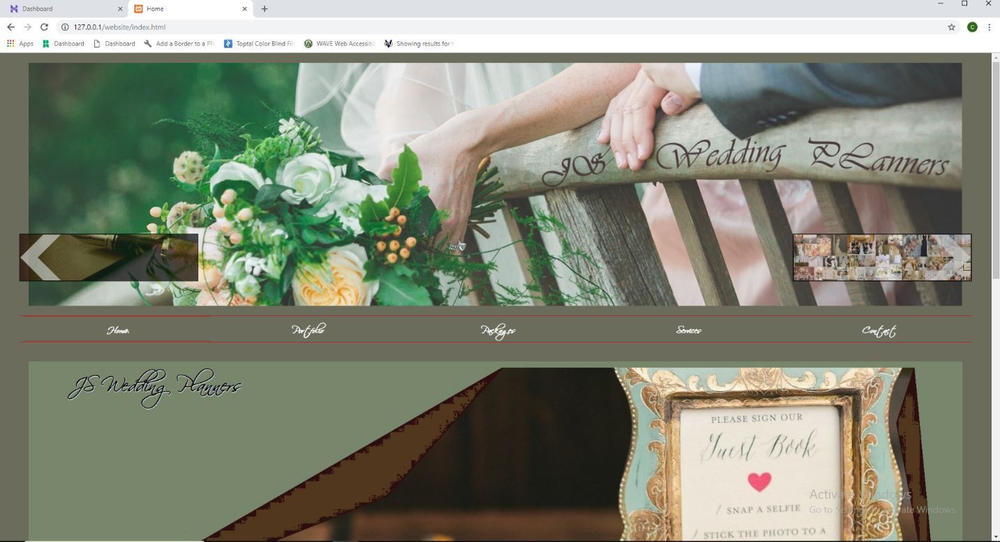 Dashboard
Home
127.0.0.1/website/index.html
Apps
Dashboard
Dashboard
Add a Border to a PN
Toptal Color Blind Filt
WAVE Web Accessibi
Showing results for h
JS Wedding PLanners
Home
Portfolio
Packages
Services
Contact
JS Wedding Planners
PLEASE SIGN OUR
Guest Book
/ SNAP A SELFIE
/ STICK THE PHOTO TO A
Activate Windows
Go to Settings to activate Windows.